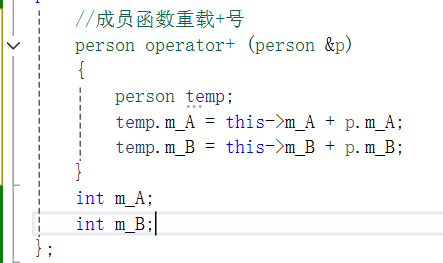 //成员函数重载+号
person operator+ (person &p)
{
person temp;
temp.m_A = this->m_A + p.m_A;
temp.m_B = this->m_B + p.m_B;
}
int m_A;
int m_B;
};